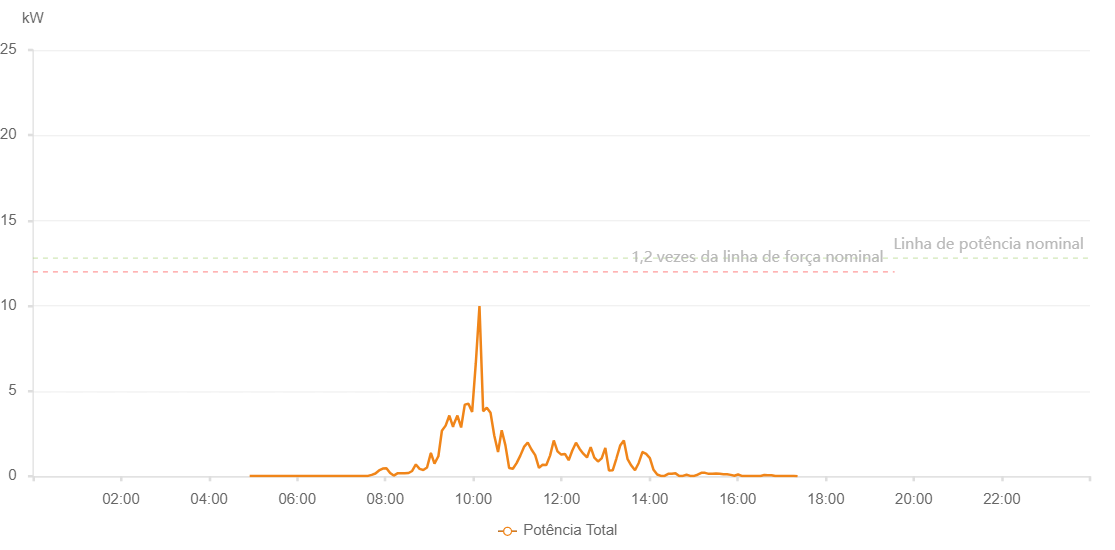 kW
25
20
15
Linha de potência nominal
1,2 vezes da linha de força nominal
10
5
0
02:00 04:00 06:00 08:00 10:00 12:00 14:00 16:00 18:00 20:00 22:00
Potência Total